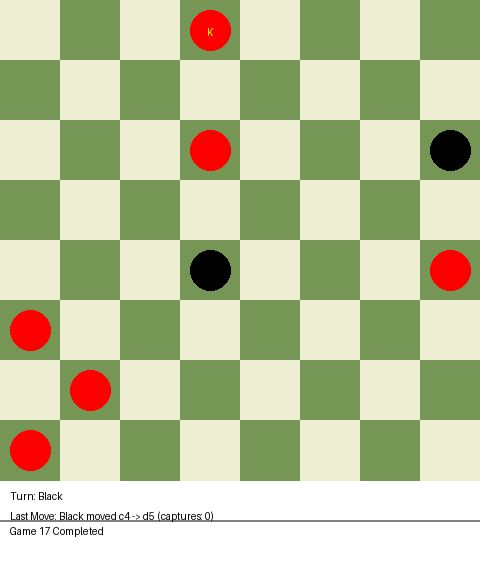 K
Turn: Black
Last Move: Black moved c4 -> d5 (captures: 0)
Game 17 Completed